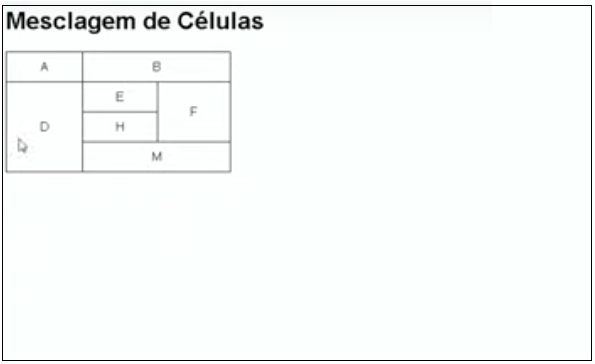 Mesclagem de Células
A B
E
F
D H
M